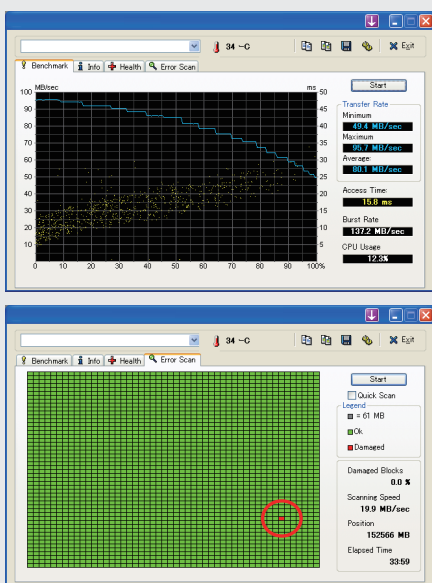 34 ~C
Exit
Benchmark Info Health Error Scan
MB/sec ms
100 50
90 45
80 40
70 35
60 30
50 25
40 20
30 15
20 10
10 5
0 10 20 30 40 50 60 70 80 90 100%
Start
Transfer Rate
Minimum
49.4 MB/sec
Maximum
95.7 MB/sec
Average:
80.1 MB/sec
Access Time:
15.8 ms
Burst Rate
137.2 MB/sec
CPU Usage
12.3%
34 ~C
Exit
Benchmark Info Health Error Scan
Start
Quick Scan
Legend
= 61 MB
Ok
Damaged
Damaged Blocks
0.0 %
Scanning Speed
19.9 MB/sec
Position
152566 MB
Elapsed Time
33:59